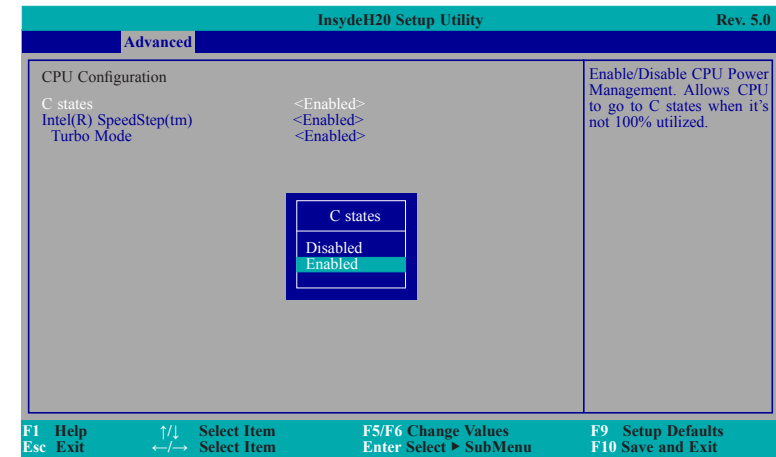 InsydeH20 Setup Utility Rev. 5.0
Advanced
CPU Configuration
C states <Enabled>
Intel(R) SpeedStep(tm) <Enabled>
Turbo Mode <Enabled>
Enable/Disable CPU Power
Management. Allows CPU
to go to C states when it's
not 100% utilized.
C states
Disabled
Enabled
F1 Help ↑/↓ Select Item F5/F6 Change Values F9 Setup Defaults
Esc Exit ←/→ Select Item Enter Select ▶ SubMenu F10 Save and Exit